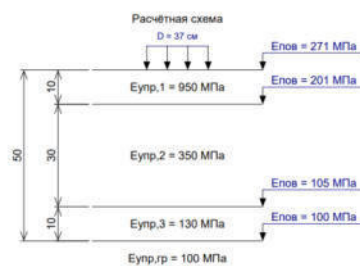 Расчётная схема
D = 37 см
Eпов = 271 МПа
Eупр,1 = 950 МПа
Eпов = 201 МПа
10
50
30
Eупр,2 = 350 МПа
Eпов = 105 МПа
10
Eупр,3 = 130 МПа
Eпов = 100 МПа
Eупр,гр = 100 МПа